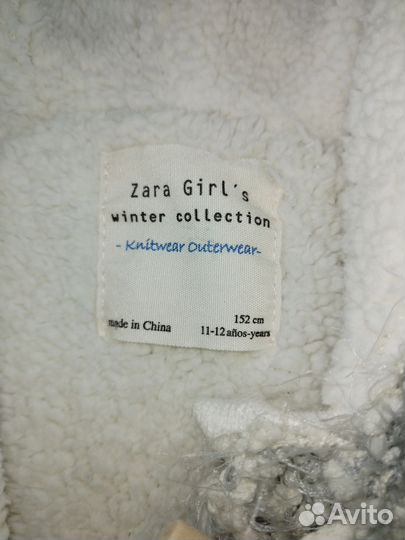 Zara Girl's
winter collection
- Knitwear Outerwear-
152 cm
made in China
11-12 años-years
Avito